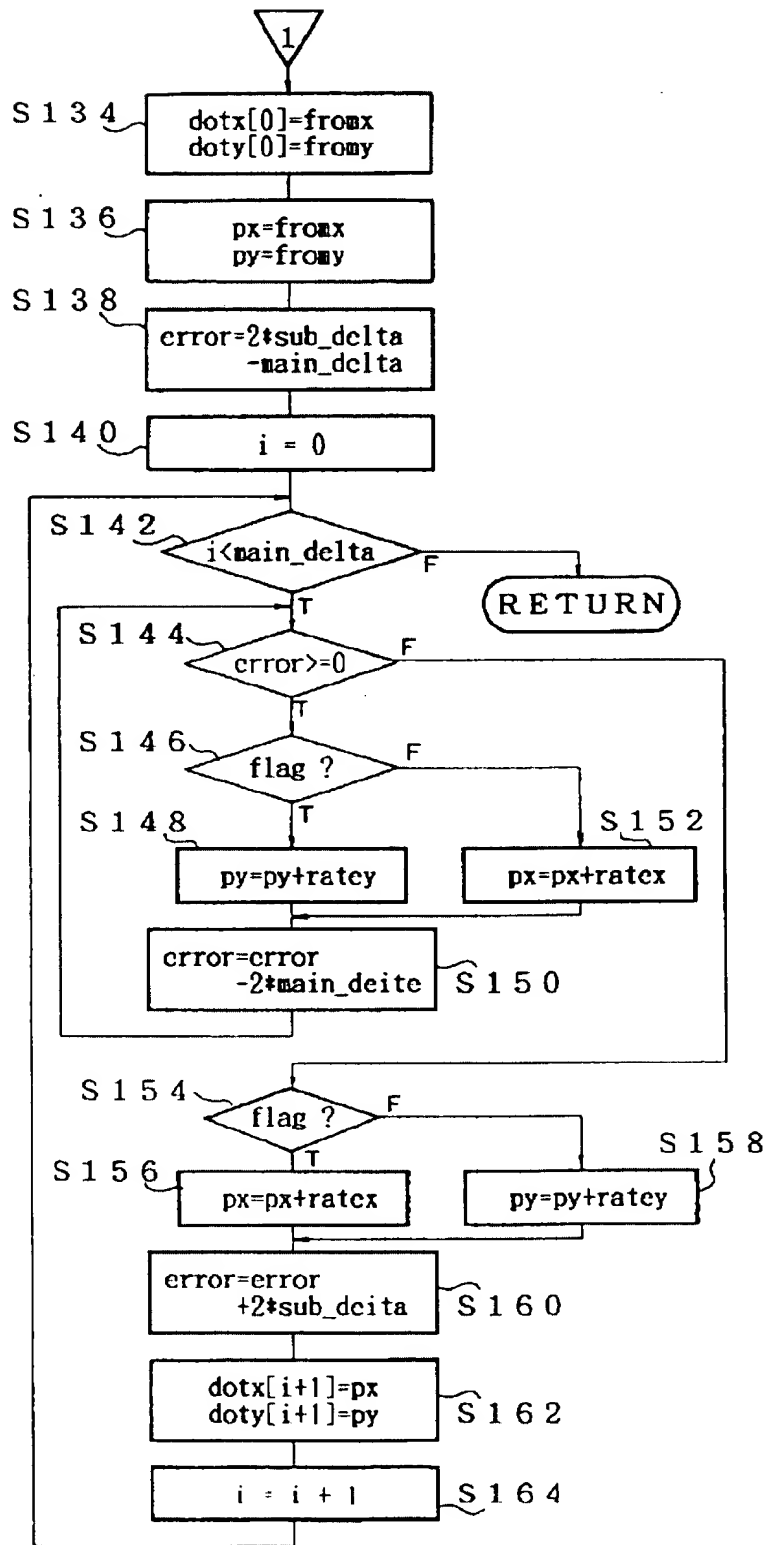 1
S134
dotx[0]=fromx
doty[0]=fromy
S136
px=fromx
py=fromy
S138
error=2*sub_delta
-main_delta
S140
i = 0
S142
i<main_delta
F
RETURN
T
S144
error>=0
F
T
S146
flag ?
F
T
S148
py=py+ratey
S152
px=px+ratex
error=error
-2*main_deite
S150
S154
flag ?
F
T
S156
px=px+ratex
S158
py=py+ratey
error=error
+2*sub_deita
S160
dotx[i+1]=px
doty[i+1]=py
S162
i = i + 1
S164